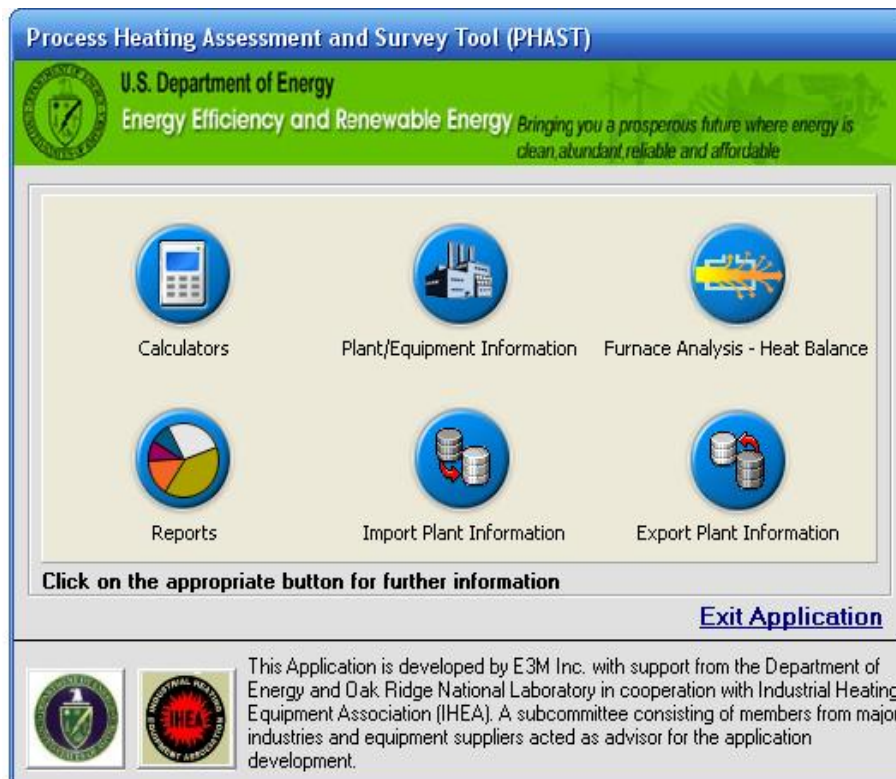 Process Heating Assessment and Survey Tool (PHAST)
U.S. Department of Energy
Energy Efficiency and Renewable Energy Bringing you a prosperous future where energy is
clean,abundant,reliable and affordable
Calculators
Plant/Equipment Information
Furnace Analysis - Heat Balance
Reports
Import Plant Information
Export Plant Information
Click on the appropriate button for further information
Exit Application
This Application is developed by E3M Inc. with support from the Department of
Energy and Oak Ridge National Laboratory in cooperation with Industrial Heating
Equipment Association (IHEA). A subcommittee consisting of members from major
industries and equipment suppliers acted as advisor for the application
development.
INDUSTRIAL HEATING
IHEA
EQUIPMENT ASSOCIATION